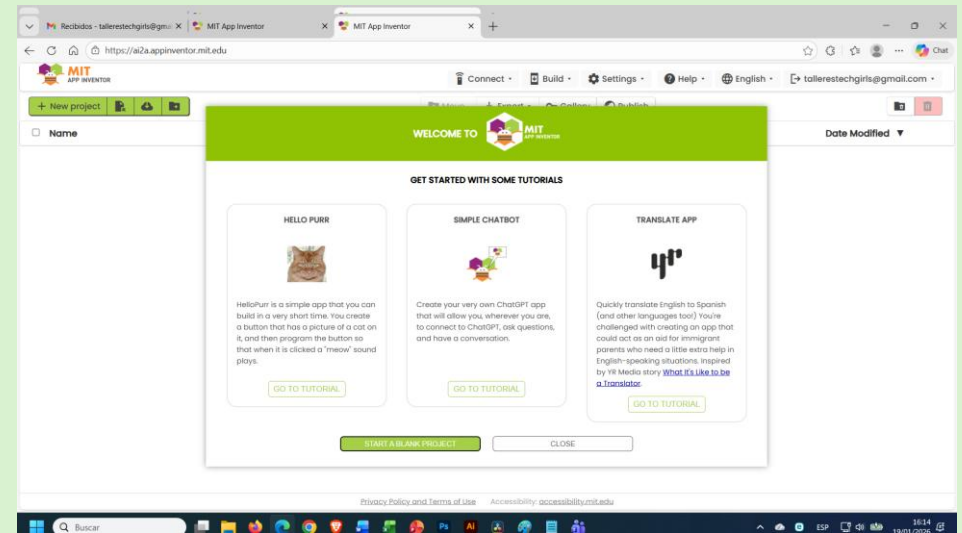 Recibidos - tallerestechgirls@gma
MIT App Inventor
MIT App Inventor
https://ai2a.appinventor.mit.edu
Chat
MIT
APP INVENTOR
Connect
Build
Settings
Help
English
tallerestechgirls@gmail.com
+ New project
Publish
Name
Date Modified
WELCOME TO
MIT
APP INVENTOR
GET STARTED WITH SOME TUTORIALS
HELLO PURR
HelloPurr is a simple app that you can
build in a very short time. You create
a button that has a picture of a cat on
it, and then program the button so
that when it is clicked a "meow" sound
plays.
GO TO TUTORIAL
SIMPLE CHATBOT
Create your very own ChatGPT app
that will allow you, wherever you are,
to connect to ChatGPT, ask questions,
and have a conversation.
GO TO TUTORIAL
TRANSLATE APP
yr
Quickly translate English to Spanish
(and other languages too!) You're
challenged with creating an app that
could act as an aid for immigrant
parents who need a little extra help in
English-speaking situations. Inspired
by YR Media story What It's Like to be
a Translator.
GO TO TUTORIAL
START A BLANK PROJECT
CLOSE
Privacy Policy and Terms of Use
Accessibility: accessibility.mit.edu
Buscar
Ps
Ai
ESP
16:14
19/01/2026